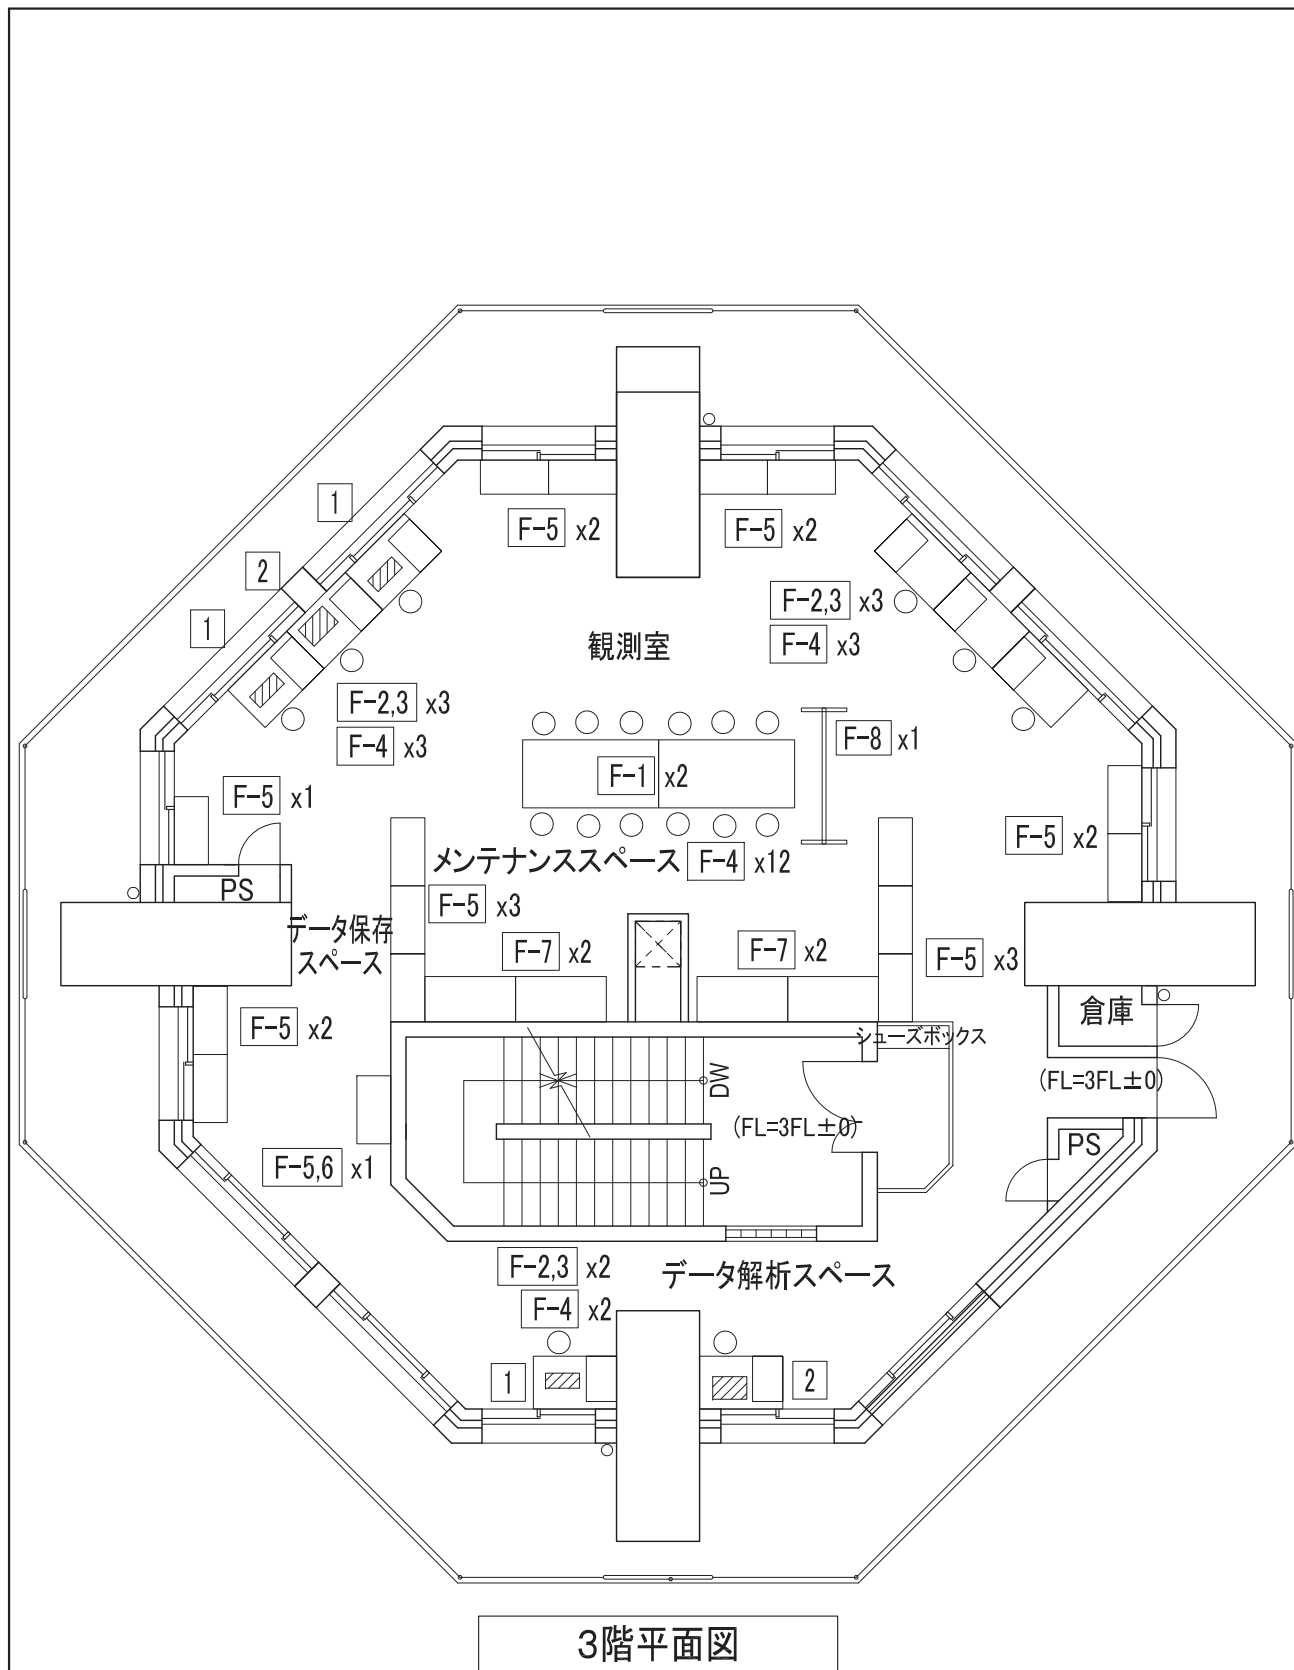 1
F-5 x2
F-5 x2
2
F-2,3 x3
1
F-4 x3
観測室
F-2,3 x3
F-4 x3
F-8 x1
F-1 x2
F-5 x1
F-5 x2
メンテナンススペース F-4 x12
PS
F-5 x3
データ保存
スペース
F-7 x2
F-7 x2
F-5 x3
倉庫
F-5 x2
シューズボックス
DW
(FL=3FL±0)
(FL=3FL±0)
PS
F-5,6 x1
UP
F-2,3 x2
データ解析スペース
F-4 x2
1
2
3階平面図